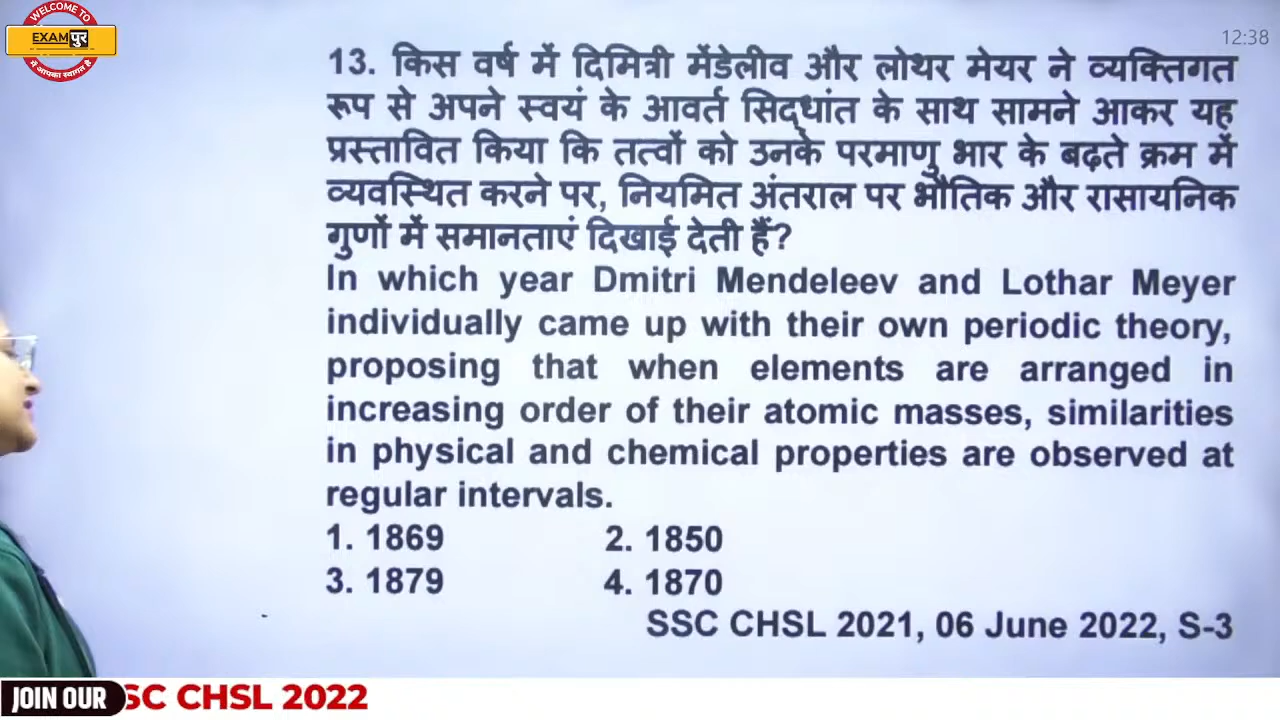 WELCOME TO
EXAMपुर
में आपका स्वागत है
12:38
13. किस वर्ष में दिमित्री मेंडेलीव और लोथर मेयर ने व्यक्तिगत
रूप से अपने स्वयं के आवर्त सिद्धांत के साथ सामने आकर यह
प्रस्तावित किया कि तत्वों को उनके परमाणु भार के बढ़ते क्रम में
व्यवस्थित करने पर, नियमित अंतराल पर भौतिक और रासायनिक
गुणों में समानताएं दिखाई देती हैं?
In which year Dmitri Mendeleev and Lothar Meyer
individually came up with their own periodic theory,
proposing that when elements are arranged in
increasing order of their atomic masses, similarities
in physical and chemical properties are observed at
regular intervals.
1. 1869 2. 1850
3. 1879 4. 1870
SSC CHSL 2021, 06 June 2022, S-3
JOIN OUR SC CHSL 2022